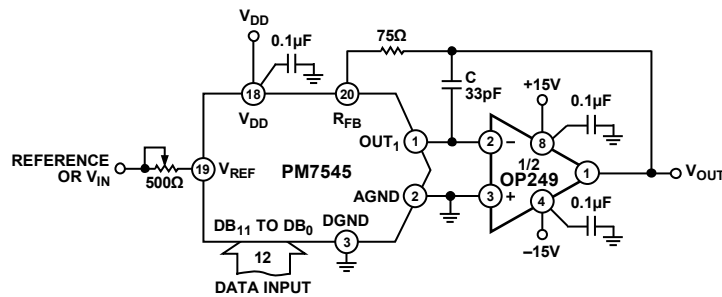 VDD
0.1µF
75Ω
18
VDD
20
RFB
C
33pF
+15V
0.1µF
REFERENCE
OR VIN
500Ω
19
VREF
PM7545
OUT1
1
2
–
8
1/2
OP249
1
VOUT
AGND
2
3
+
4
0.1µF
–15V
DB11 TO DB0
DGND
3
12
DATA INPUT